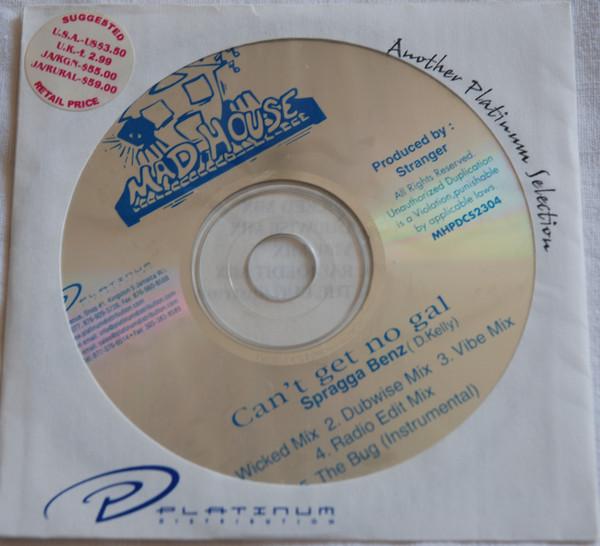 SUGGESTED
U.S.A.-US$3.50
U.K.-£ 2.99
JA/KGN-$55.00
JA/RURAL-$59.00
RETAIL PRICE
Another Platinum Selection
MAD HOUSE
Produced by :
Stranger
All Rights Reserved
Unauthorized Duplication
is a Violation, punishable
by applicable laws
MHPDC52304
PLATINUM
Can't get no gal
Spragga Benz ( D.Kelly)
Wicked Mix 2. Dubwise Mix 3. Vibe Mix
4. Radio Edit Mix
5. The Bug (Instrumental)
PLATINUM
DISTRIBUTION